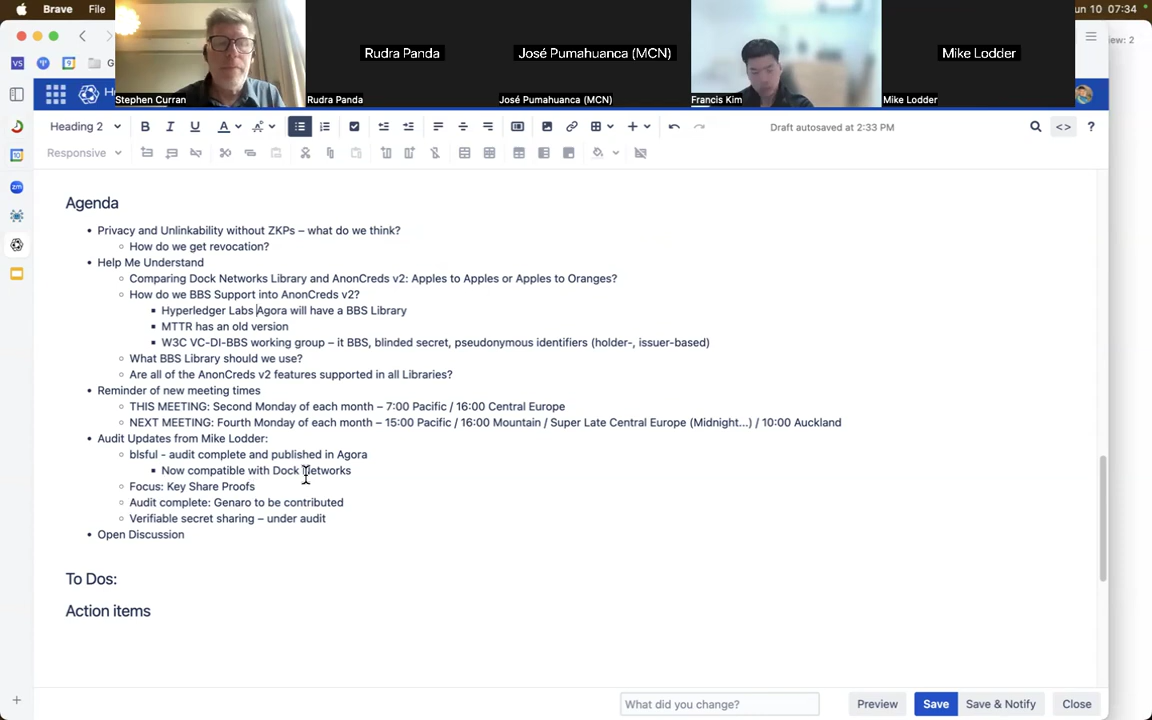 Brave File
un 10 07:34
iew: 2
Rudra Panda
José Pumahuanca (MCN)
Mike Lodder
Stephen Curran
Rudra Panda
José Pumahuanca (MCN)
Francis Kim
Mike Lodder
Heading 2
Draft autosaved at 2:33 PM
Responsive
Agenda
• Privacy and Unlinkability without ZKPs – what do we think?
○ How do we get revocation?
• Help Me Understand
○ Comparing Dock Networks Library and AnonCreds v2: Apples to Apples or Apples to Oranges?
○ How do we BBS Support into AnonCreds v2?
▪ Hyperledger Labs Agora will have a BBS Library
▪ MTTR has an old version
▪ W3C VC-DI-BBS working group – it BBS, blinded secret, pseudonymous identifiers (holder-, issuer-based)
○ What BBS Library should we use?
○ Are all of the AnonCreds v2 features supported in all Libraries?
• Reminder of new meeting times
○ THIS MEETING: Second Monday of each month – 7:00 Pacific / 16:00 Central Europe
○ NEXT MEETING: Fourth Monday of each month – 15:00 Pacific / 16:00 Mountain / Super Late Central Europe (Midnight...) / 10:00 Auckland
• Audit Updates from Mike Lodder:
○ blsful - audit complete and published in Agora
▪ Now compatible with Dock Networks
○ Focus: Key Share Proofs
○ Audit complete: Genaro to be contributed
○ Verifiable secret sharing – under audit
• Open Discussion
To Dos:
Action items
What did you change?
Preview
Save
Save & Notify
Close